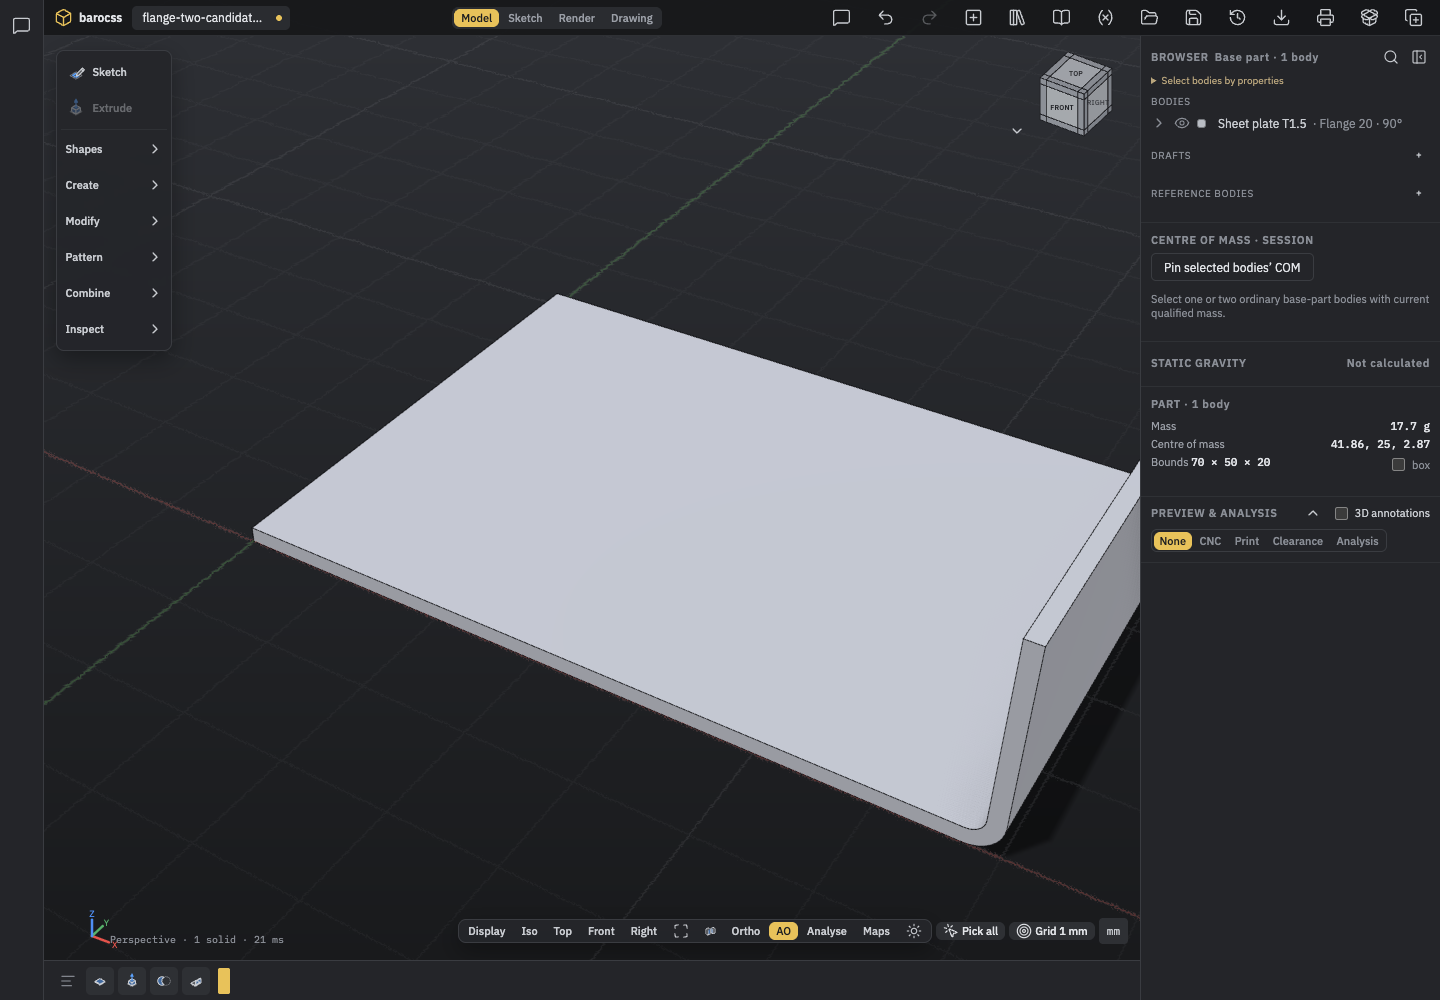 barocss
flange-two-candidat...
Model Sketch Render Drawing
Sketch
Extrude
Shapes
Create
Modify
Pattern
Combine
Inspect
TOP
FRONT
RIGHT
BROWSER Base part · 1 body
Select bodies by properties
BODIES
Sheet plate T1.5 · Flange 20 · 90°
DRAFTS
REFERENCE BODIES
CENTRE OF MASS · SESSION
Pin selected bodies’ COM
Select one or two ordinary base-part bodies with current
qualified mass.
STATIC GRAVITY Not calculated
PART · 1 body
Mass 17.7 g
Centre of mass 41.86, 25, 2.87
Bounds 70 × 50 × 20 box
PREVIEW & ANALYSIS 3D annotations
None CNC Print Clearance Analysis
Z
Y
X
Perspective · 1 solid · 21 ms
Display Iso Top Front Right Ortho AO Analyse Maps Pick all Grid 1 mm mm